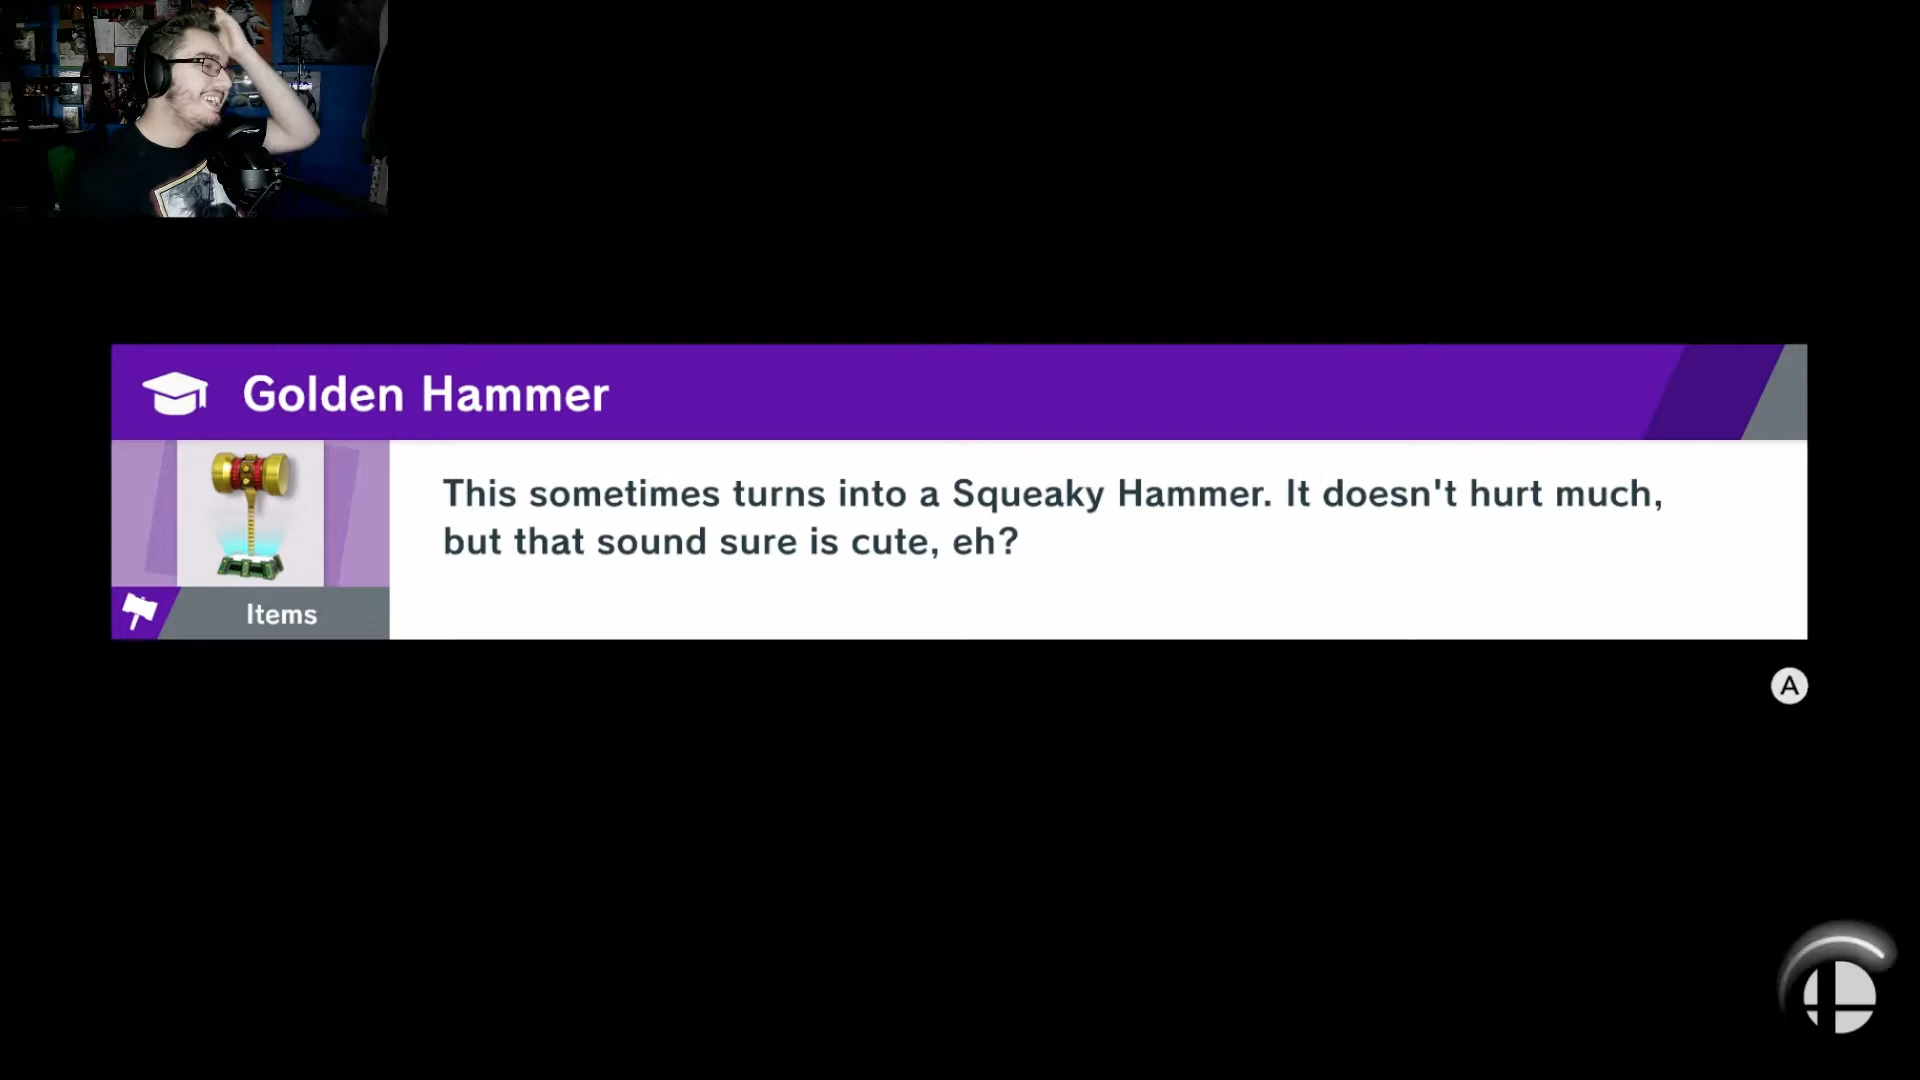 Golden Hammer
This sometimes turns into a Squeaky Hammer. It doesn't hurt much,
but that sound sure is cute, eh?
Items
A